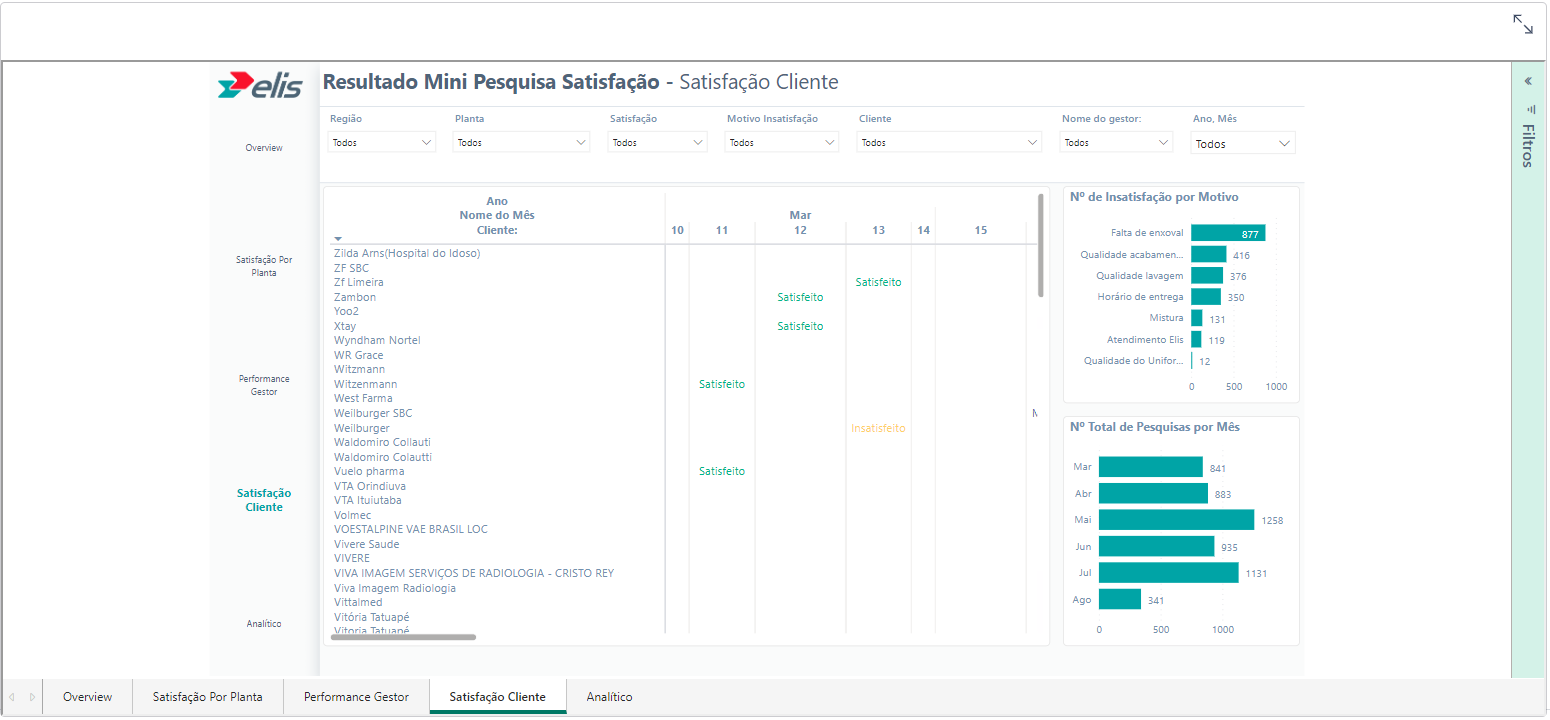 elis
Resultado Mini Pesquisa Satisfação - Satisfação Cliente
Overview
Satisfação Por
Planta
Performance
Gestor
Satisfação
Cliente
Analítico
Região
Todos
Planta
Todos
Satisfação
Todos
Motivo Insatisfação
Todos
Cliente
Todos
Nome do gestor:
Todos
Ano, Mês
Todos
Ano
Nome do Mês
Cliente:
Mar
10 11 12 13 14 15
Zilda Arns(Hospital do Idoso)
ZF SBC
Zf Limeira Satisfeito
Zambon Satisfeito
Yoo2
Xtay Satisfeito
Wyndham Nortel
WR Grace
Witzmann
Witzenmann Satisfeito
West Farma
Weilburger SBC
Weilburger Insatisfeito
Waldomiro Collauti
Waldomiro Colautti
Vuelo pharma Satisfeito
VTA Orindiuva
VTA Ituiutaba
Volmec
VOESTALPINE VAE BRASIL LOC
Vivere Saude
VIVERE
VIVA IMAGEM SERVIÇOS DE RADIOLOGIA - CRISTO REY
Viva Imagem Radiologia
Vittalmed
Vitória Tatuapé
Vitoria Tatuapé
Nº de Insatisfação por Motivo
Falta de enxoval 877
Qualidade acabamen... 416
Qualidade lavagem 376
Horário de entrega 350
Mistura 131
Atendimento Elis 119
Qualidade do Unifor... 12
0 500 1000
Nº Total de Pesquisas por Mês
Mar 841
Abr 883
Mai 1258
Jun 935
Jul 1131
Ago 341
0 500 1000
Filtros
Overview
Satisfação Por Planta
Performance Gestor
Satisfação Cliente
Analítico